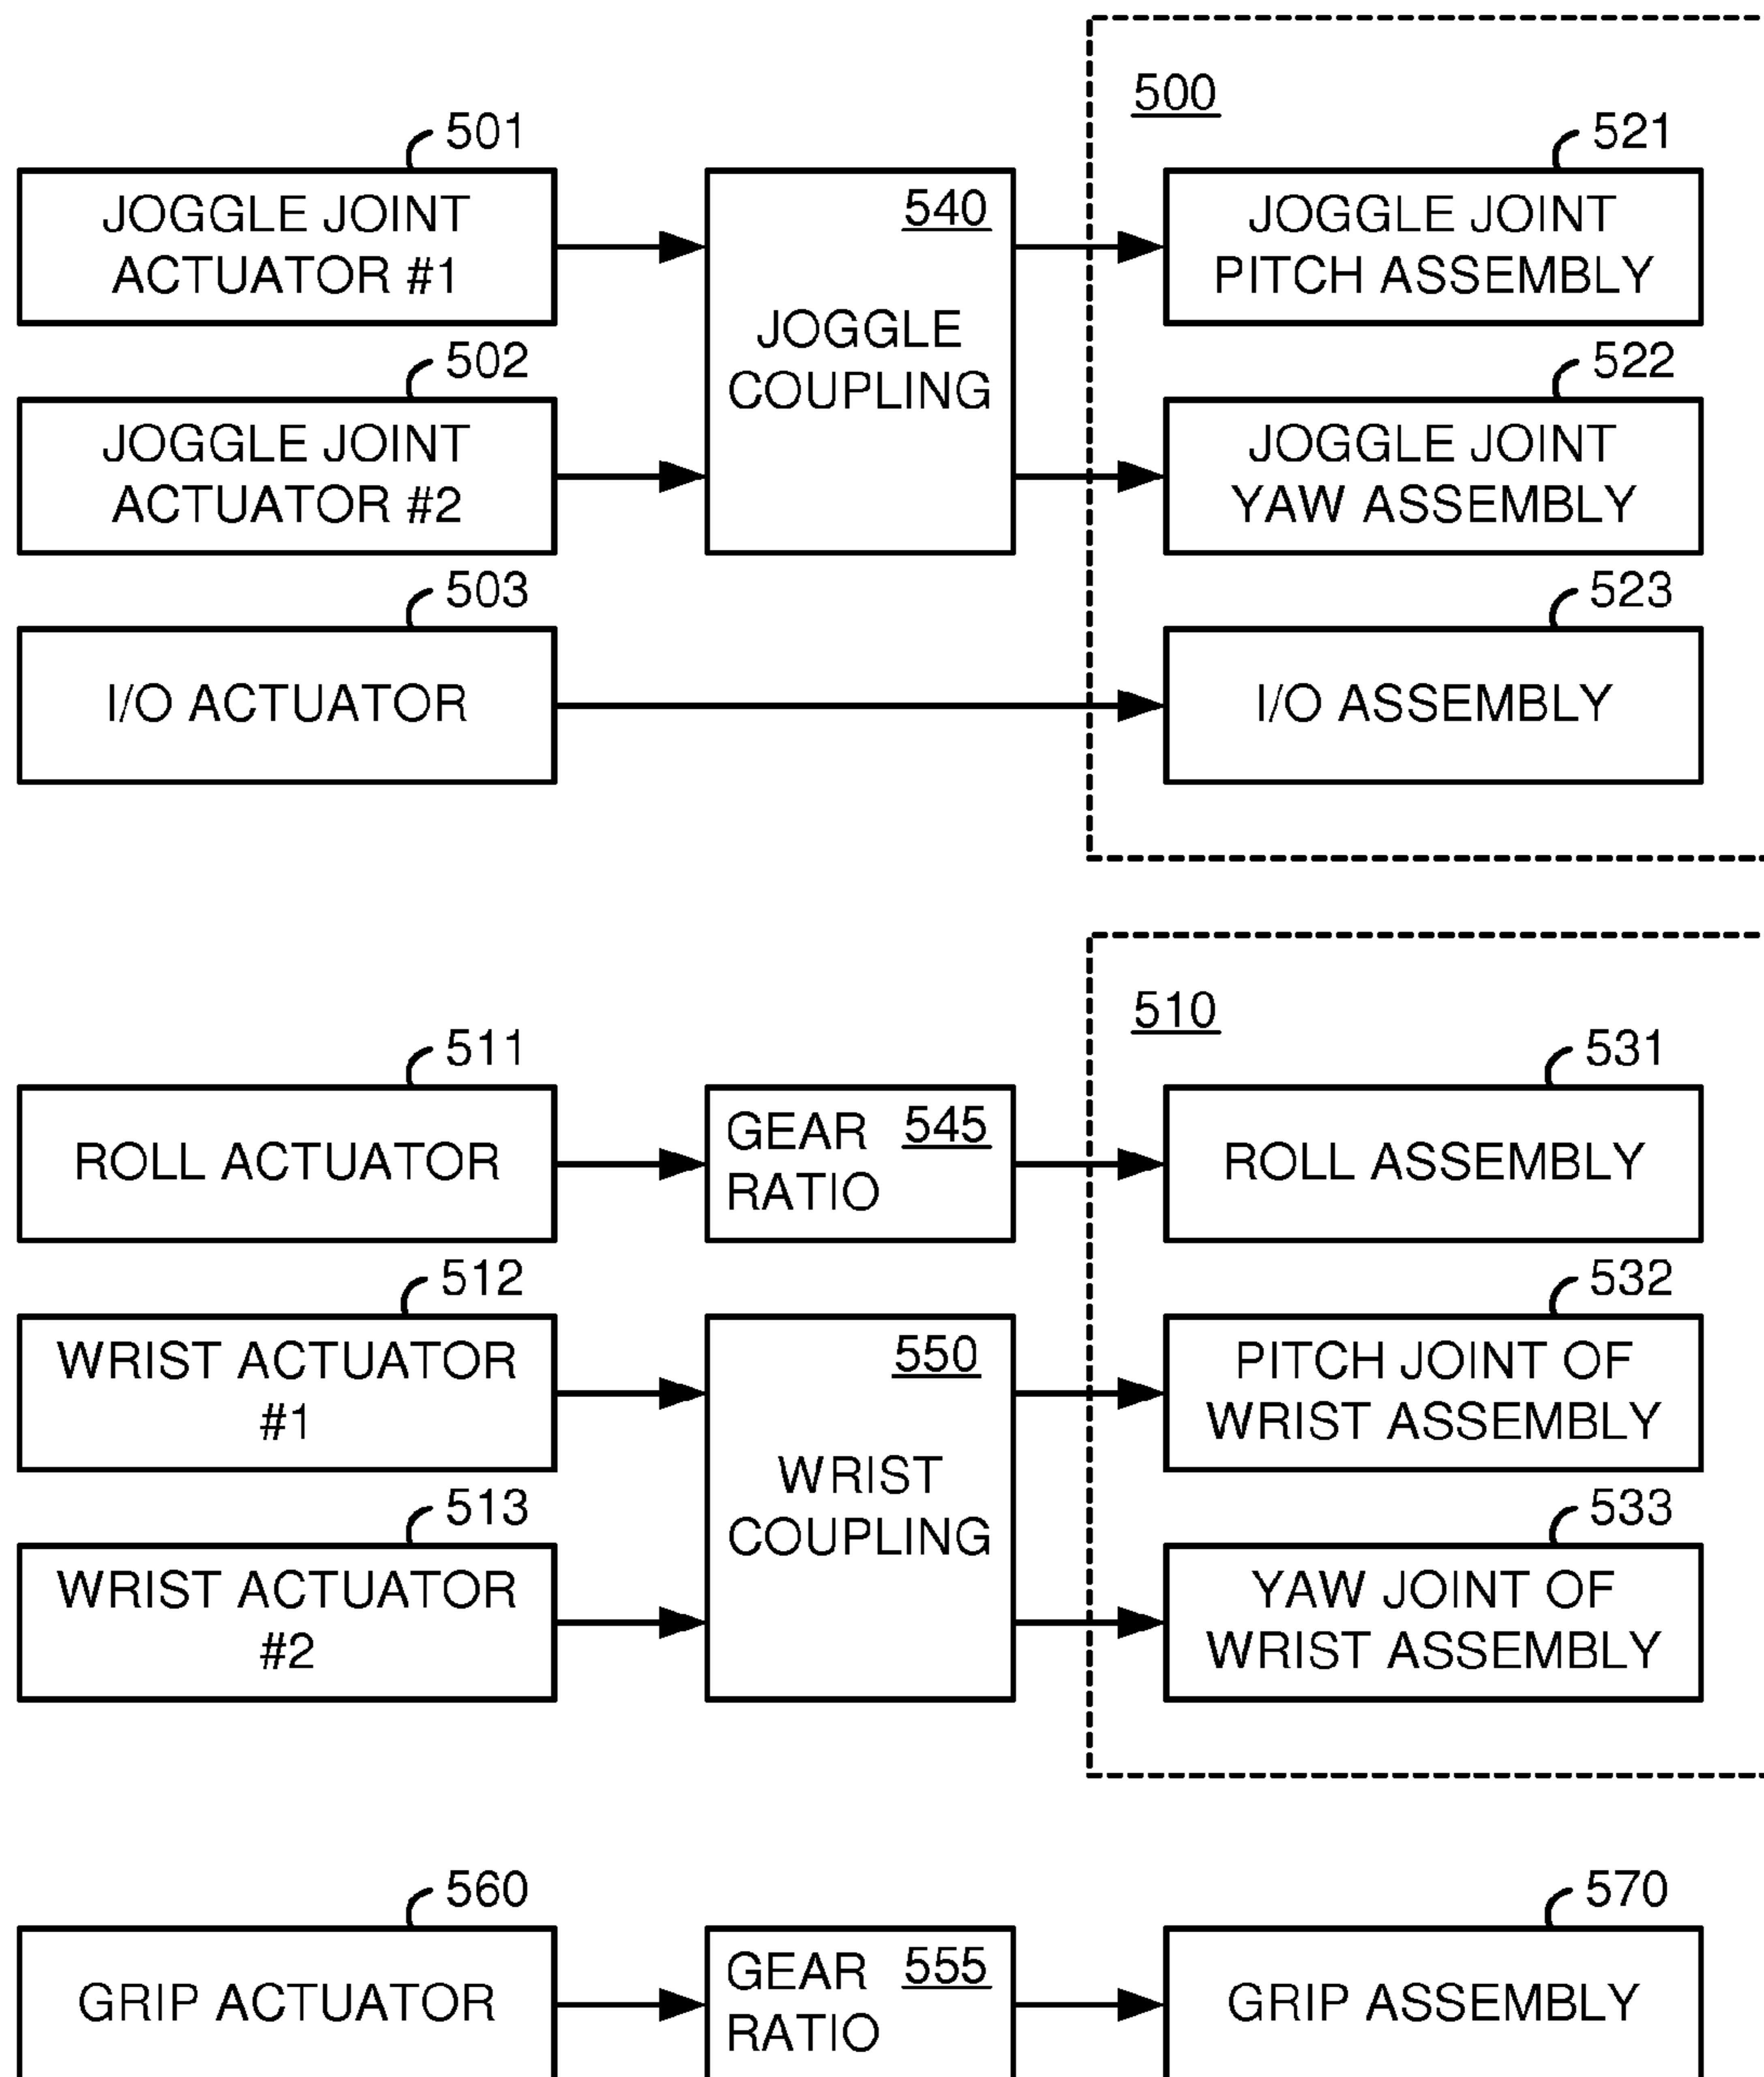 500
501
JOGGLE JOINT
ACTUATOR #1
540
JOGGLE
COUPLING
521
JOGGLE JOINT
PITCH ASSEMBLY
502
JOGGLE JOINT
ACTUATOR #2
522
JOGGLE JOINT
YAW ASSEMBLY
503
I/O ACTUATOR
523
I/O ASSEMBLY
510
511
ROLL ACTUATOR
GEAR 545
RATIO
531
ROLL ASSEMBLY
512
WRIST ACTUATOR
#1
550
WRIST
COUPLING
532
PITCH JOINT OF
WRIST ASSEMBLY
513
WRIST ACTUATOR
#2
533
YAW JOINT OF
WRIST ASSEMBLY
560
GRIP ACTUATOR
GEAR 555
RATIO
570
GRIP ASSEMBLY